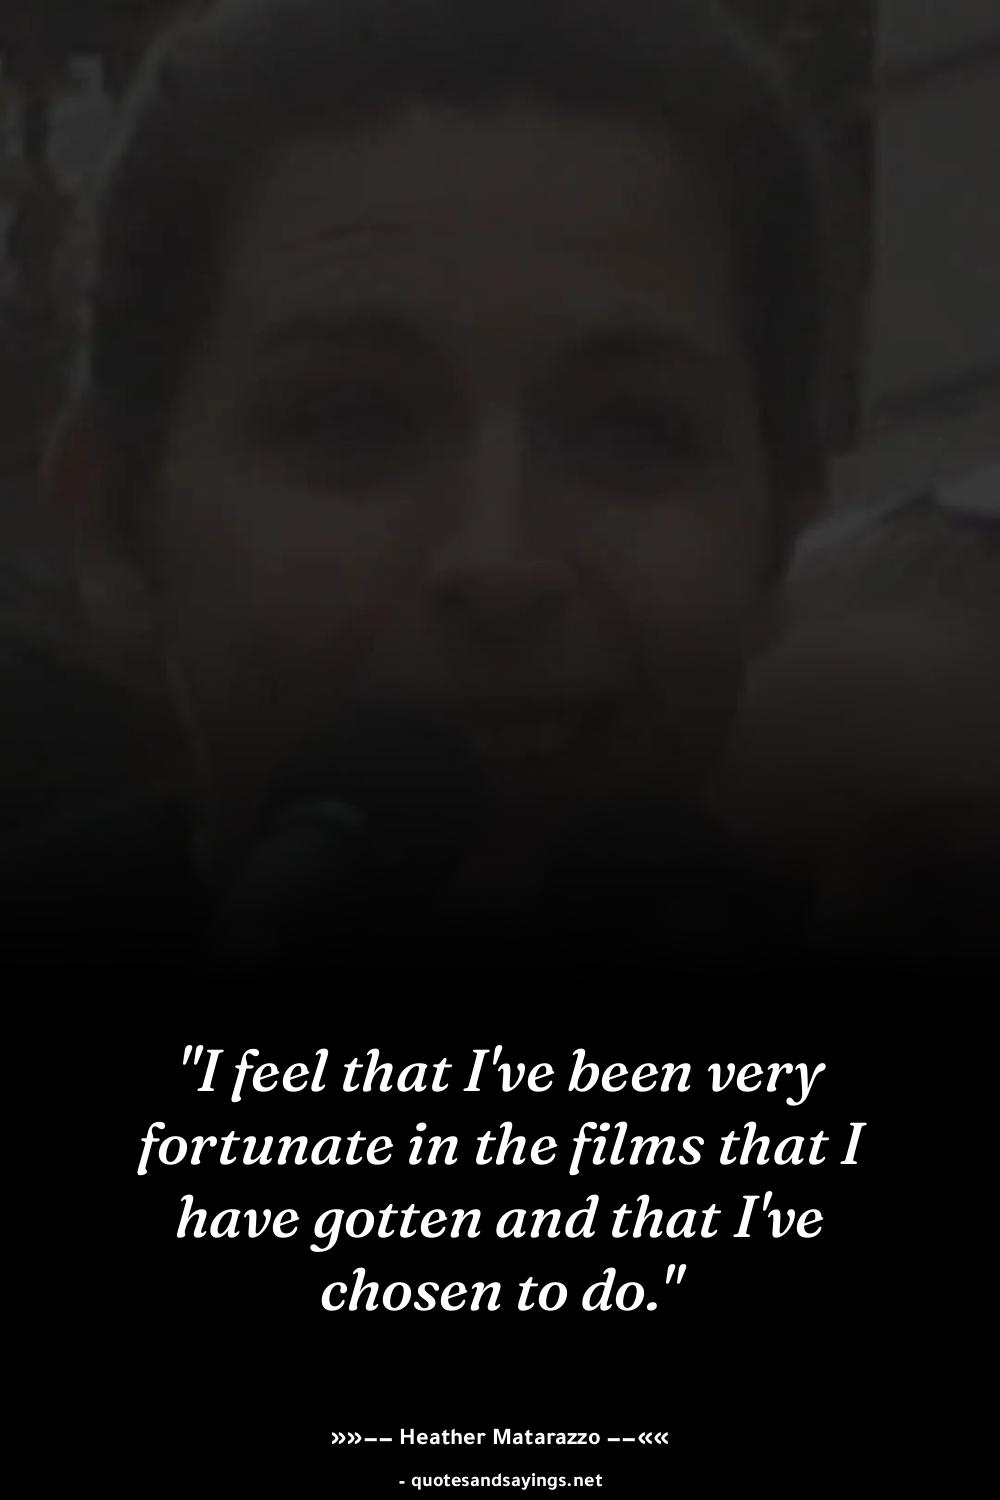 "I feel that I've been very
fortunate in the films that I
have gotten and that I've
chosen to do."
»»−− Heather Matarazzo −−««
- quotesandsayings.net